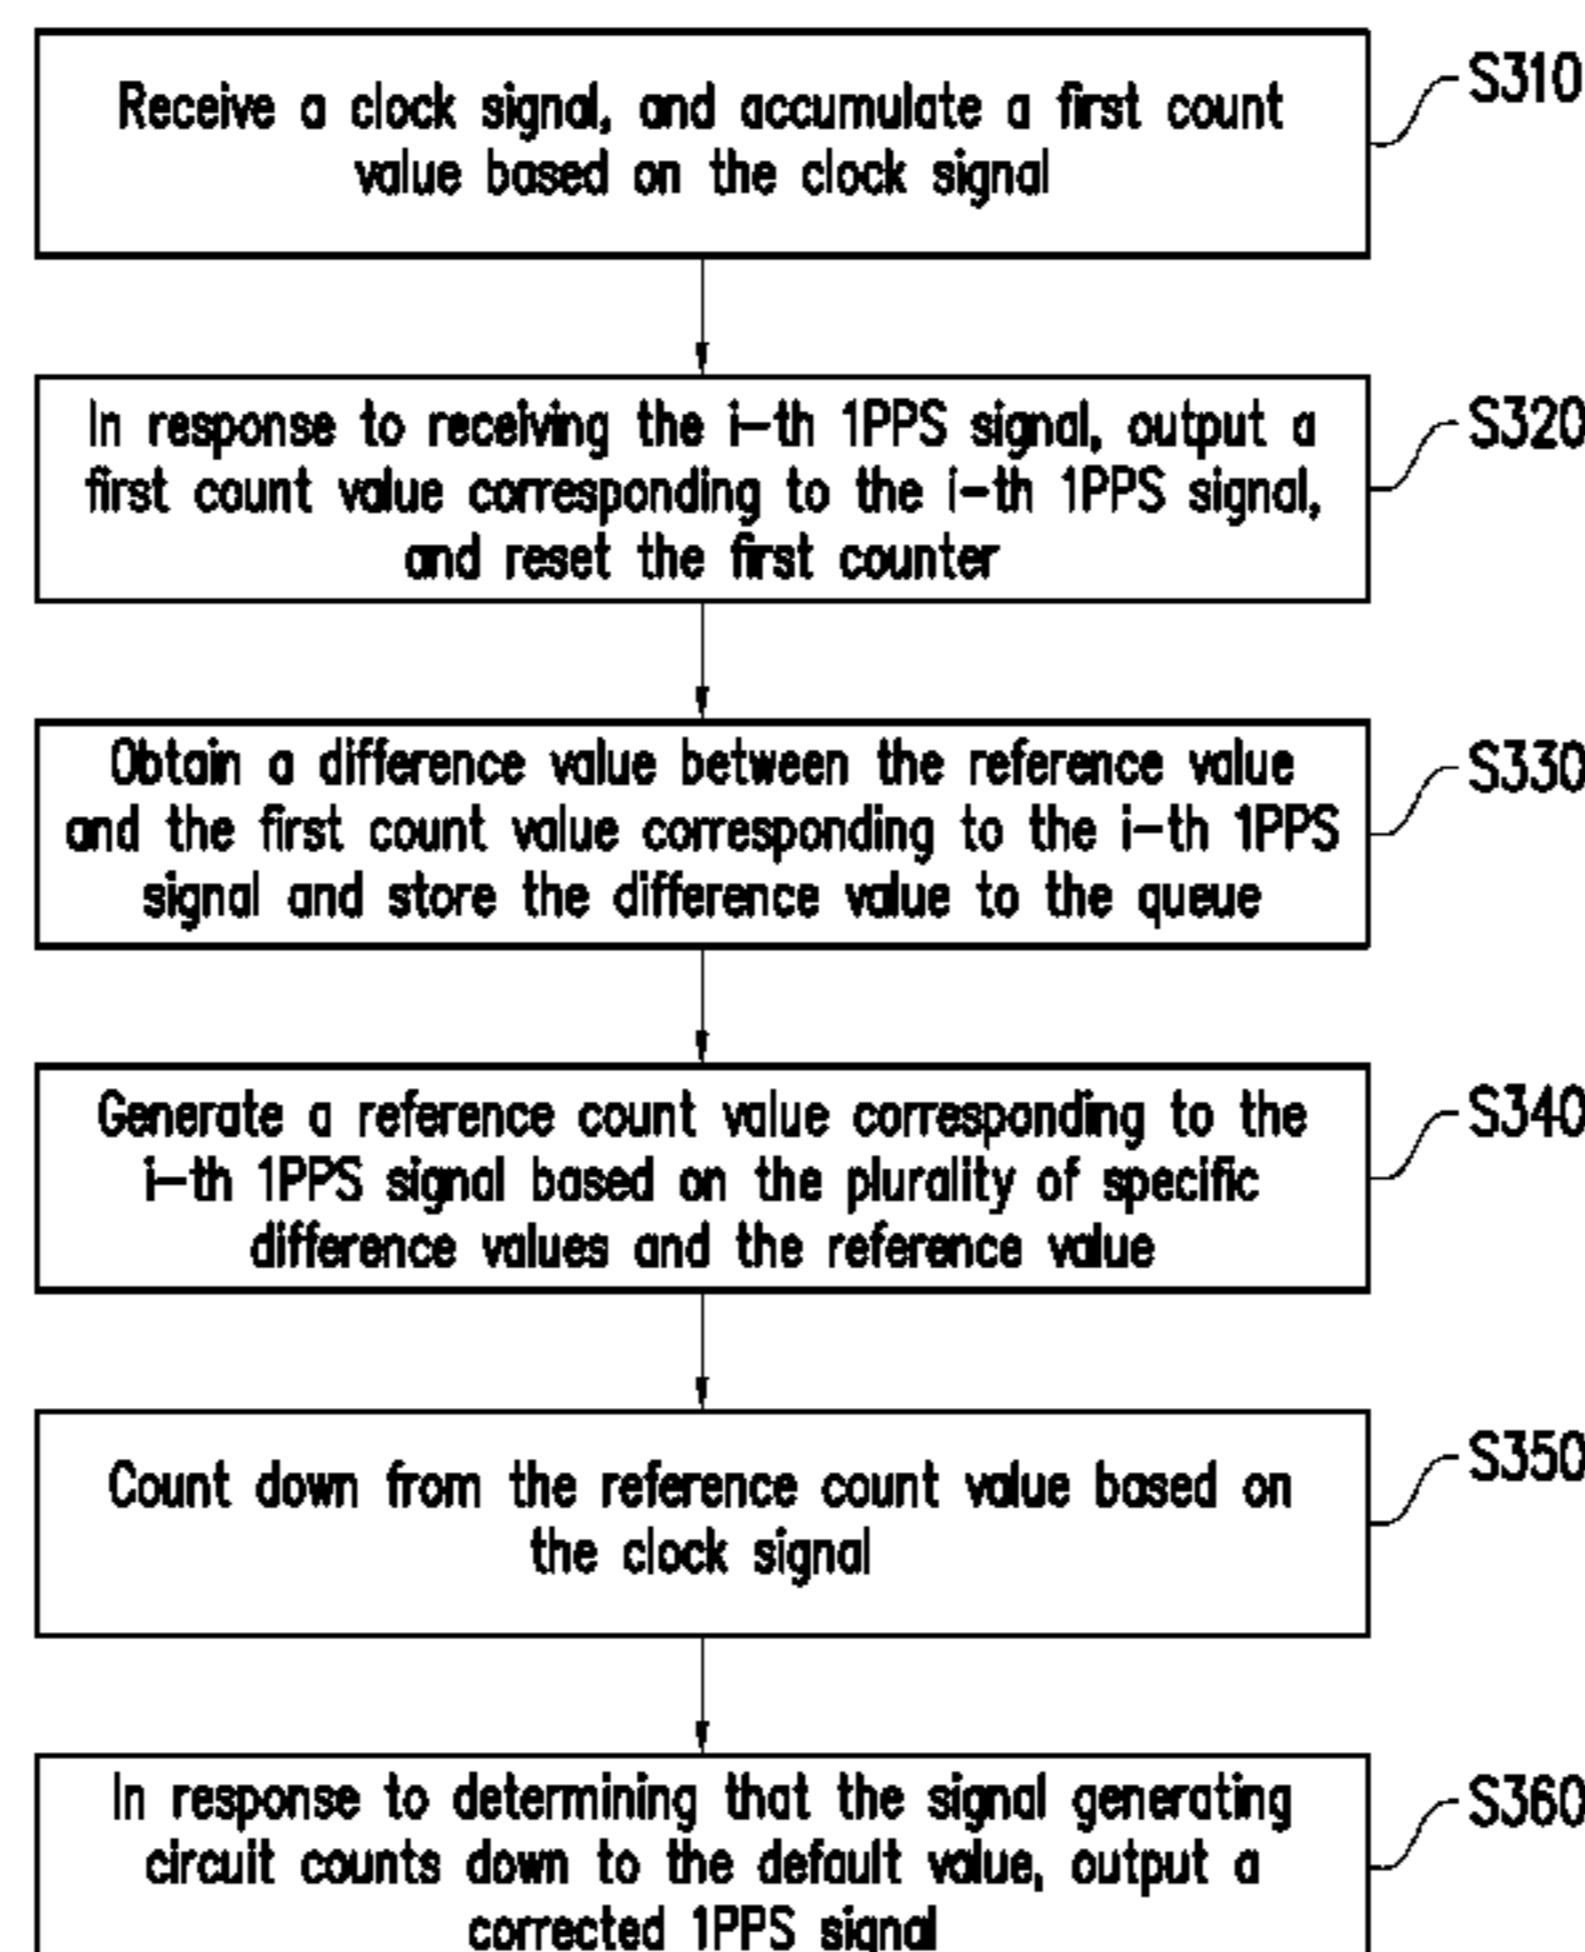 Receive a clock signal, and accumulate a first count
value based on the clock signal
S310
In response to receiving the i-th 1PPS signal, output a
first count value corresponding to the i-th 1PPS signal,
and reset the first counter
S320
Obtain a difference value between the reference value
and the first count value corresponding to the i-th 1PPS
signal and store the difference value to the queue
S330
Generate a reference count value corresponding to the
i-th 1PPS signal based on the plurality of specific
difference values and the reference value
S340
Count down from the reference count value based on
the clock signal
S350
In response to determining that the signal generating
circuit counts down to the default value, output a
corrected 1PPS signal
S360